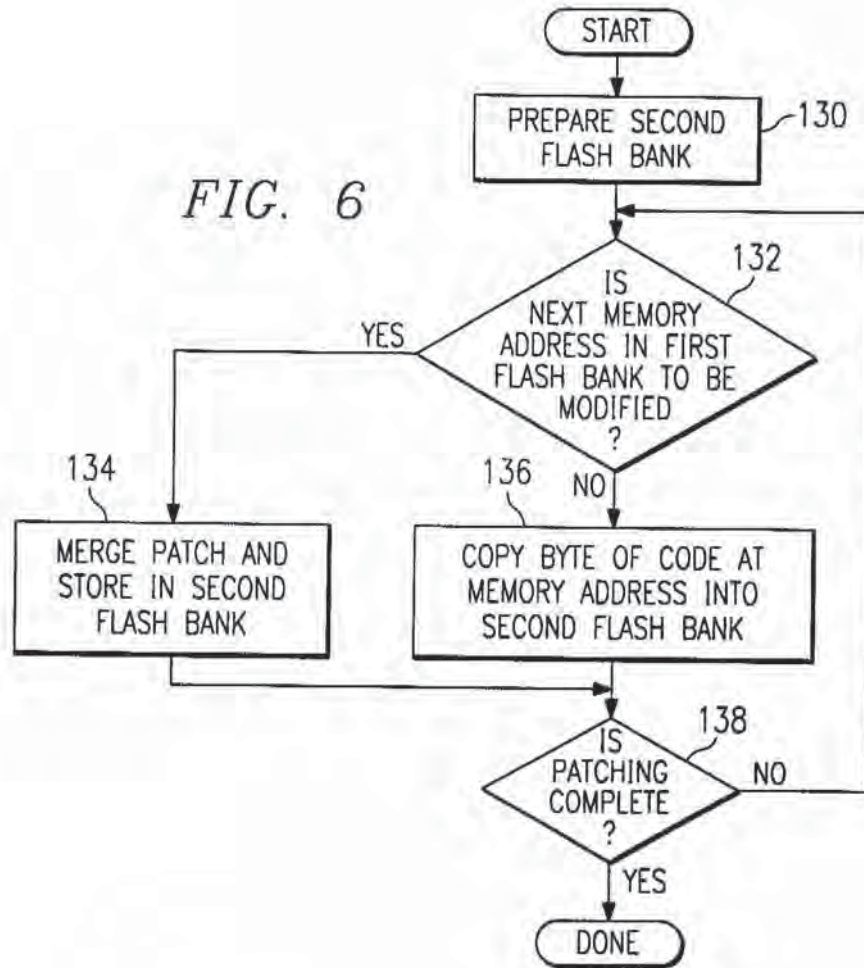 START
PREPARE SECOND
FLASH BANK
130
FIG. 6
132
IS
NEXT MEMORY
ADDRESS IN FIRST
FLASH BANK TO BE
MODIFIED
?
YES
NO
134
MERGE PATCH AND
STORE IN SECOND
FLASH BANK
136
COPY BYTE OF CODE AT
MEMORY ADDRESS INTO
SECOND FLASH BANK
138
IS
PATCHING
COMPLETE
?
NO
YES
DONE